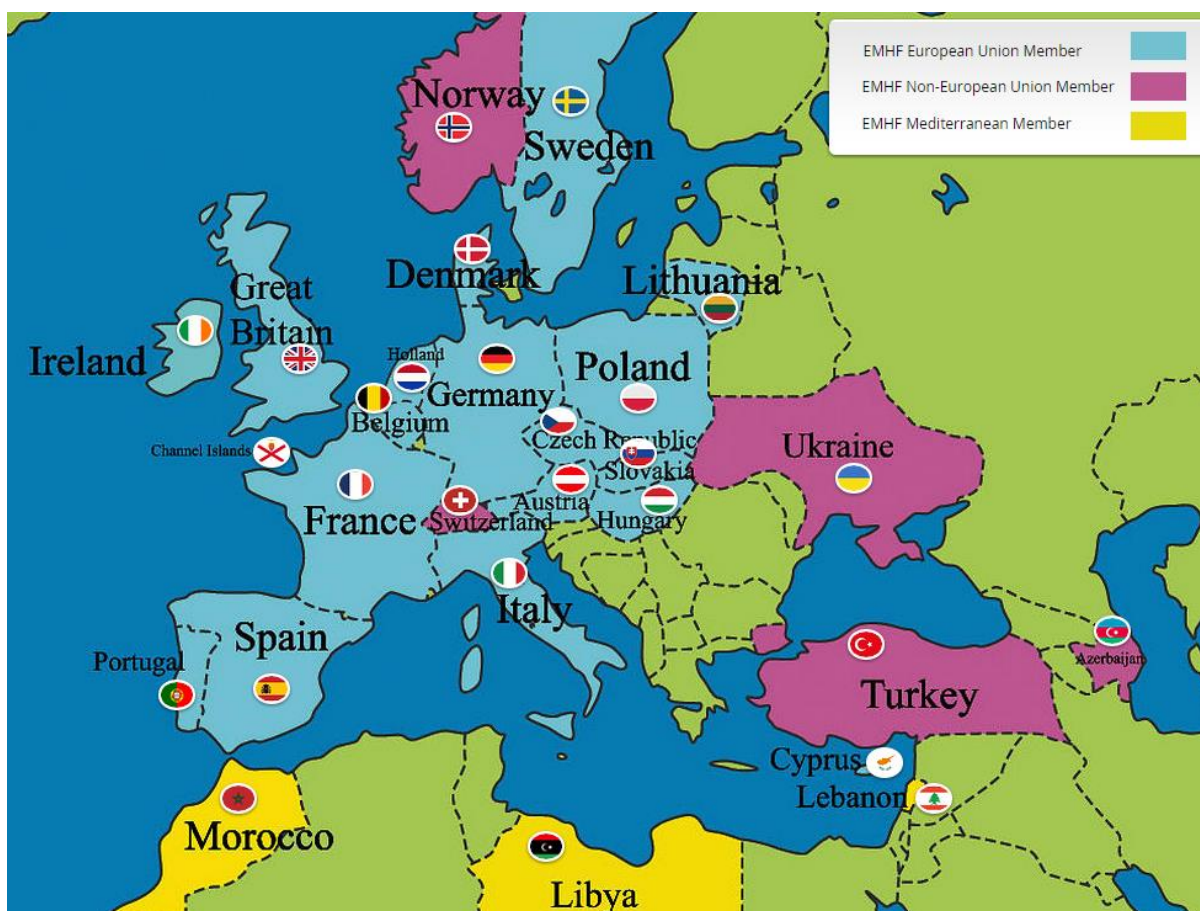 EMHF European Union Member
EMHF Non-European Union Member
EMHF Mediterranean Member
Norway
Sweden
Denmark
Lithuania
Great
Britain
Ireland
Holland
Poland
Germany
Belgium
Czech Republic
Channel Islands
Slovakia
Ukraine
Austria
France
Switzerland
Hungary
Italy
Spain
Portugal
Azerbaijan
Turkey
Cyprus
Lebanon
Morocco
Libya